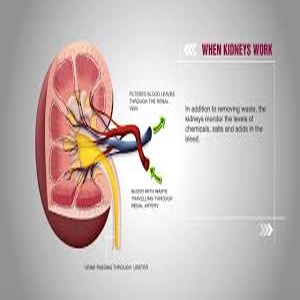 WHEN KIDNEYS WORK
FILTERED BLOOD LEAVES
THROUGH THE RENAL
VEIN
In addition to removing waste, the
kidneys monitor the levels of
chemicals, salts and acids in the
blood.
BLOOD WITH WASTE
TRAVELLING THROUGH
RENAL ARTERY
URINE PASSING THROUGH URETER